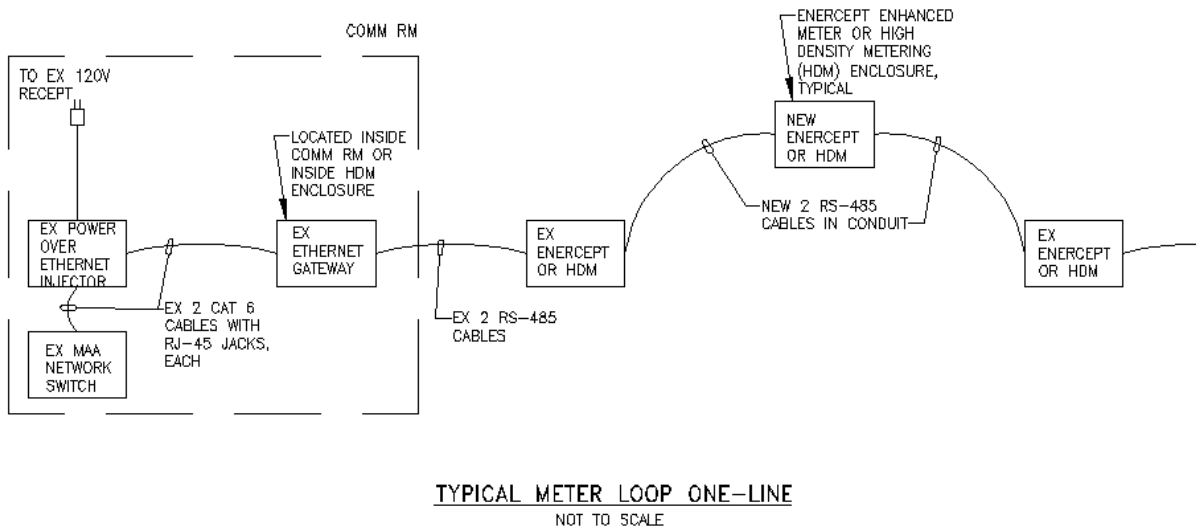 COMM RM
TO EX 120V
RECEPT
LOCATED INSIDE
COMM RM OR
INSIDE HDM
ENCLOSURE
EX POWER
OVER
ETHERNET
INJECTOR
EX
ETHERNET
GATEWAY
EX MAA
NETWORK
SWITCH
EX 2 CAT 6
CABLES WITH
RJ-45 JACKS,
EACH
EX 2 RS-485
CABLES
EX
ENERCEPT
OR HDM
ENERCEPT ENHANCED
METER OR HIGH
DENSITY METERING
(HDM) ENCLOSURE,
TYPICAL
NEW
ENERCEPT
OR HDM
NEW 2 RS-485
CABLES IN CONDUIT
EX
ENERCEPT
OR HDM
TYPICAL METER LOOP ONE-LINE
NOT TO SCALE